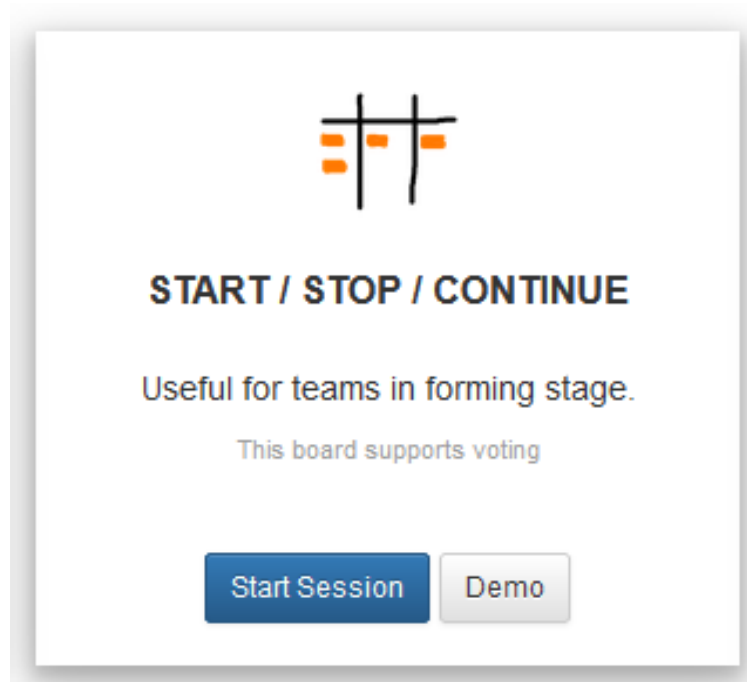 START / STOP / CONTINUE
Useful for teams in forming stage.
This board supports voting
Start Session
Demo